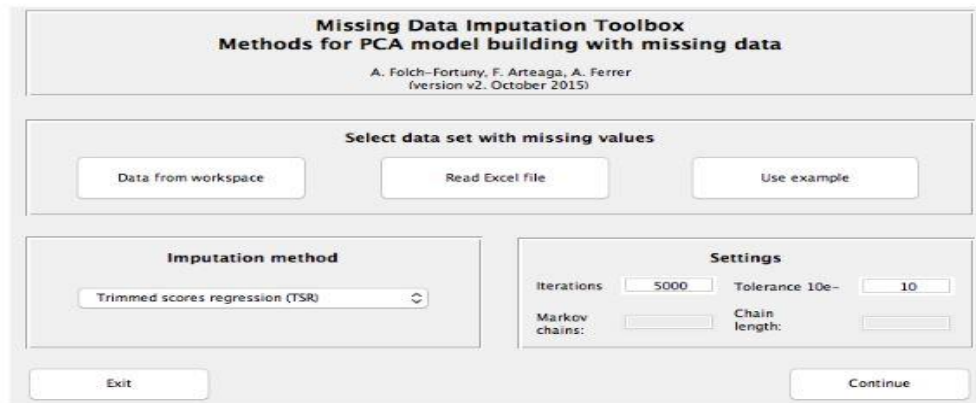 Missing Data Imputation Toolbox
Methods for PCA model building with missing data
A. Folch-Fortuny, F. Arteaga, A. Ferrer
(version v2. October 2015)
Select data set with missing values
Data from workspace
Read Excel file
Use example
Imputation method
Trimmed scores regression (TSR)
Settings
Iterations 5000 Tolerance 10e- 10
Markov chains:
Chain length:
Exit
Continue